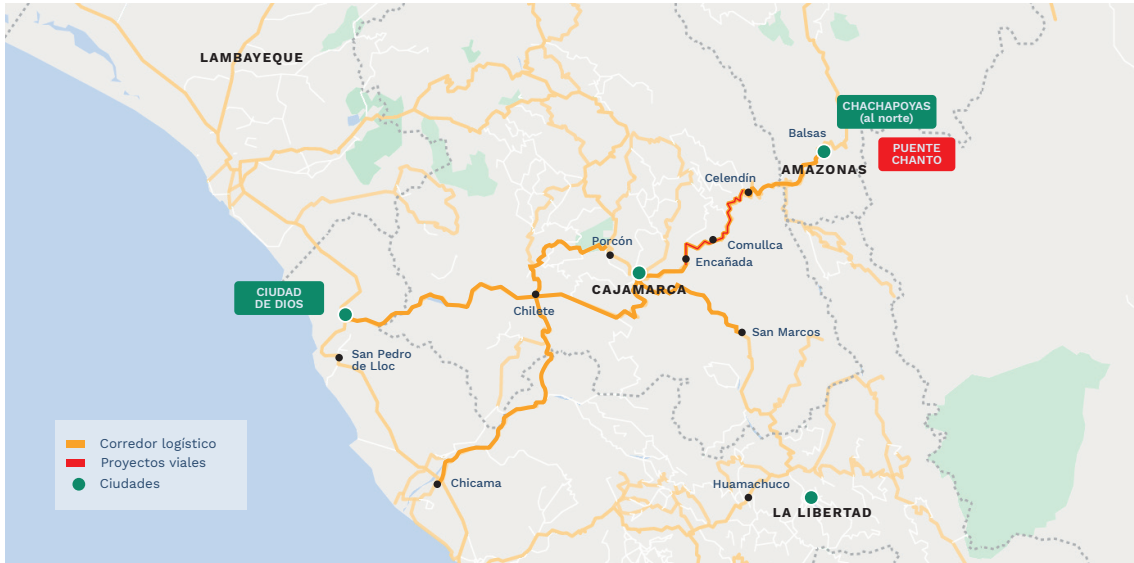 LAMBAYEQUE
CHACHAPOYAS
(al norte)
Balsas
PUENTE
CHANTO
AMAZONAS
Celendín
Porcón
Comullca
Encañada
CAJAMARCA
CIUDAD
DE DIOS
Chilete
San Marcos
San Pedro
de Lloc
Corredor logístico
Proyectos viales
Ciudades
Chicama
Huamachuco
LA LIBERTAD